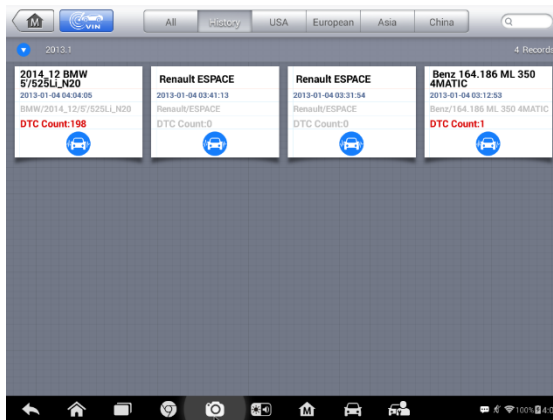 M
VIN
All
History
USA
European
Asia
China
2013.1
4 Records
2014_12 BMW
5'/525Li_N20
2013-01-04 04:04:05
BMW/2014_12/5'/525Li_N20
DTC Count:198
Renault ESPACE
2013-01-04 03:41:13
Renault/ESPACE
DTC Count:0
Renault ESPACE
2013-01-04 03:31:54
Renault/ESPACE
DTC Count:0
Benz 164.186 ML 350
4MATIC
2013-01-04 03:12:53
Benz/164.186 ML 350 4MATIC
DTC Count:1
M
100%